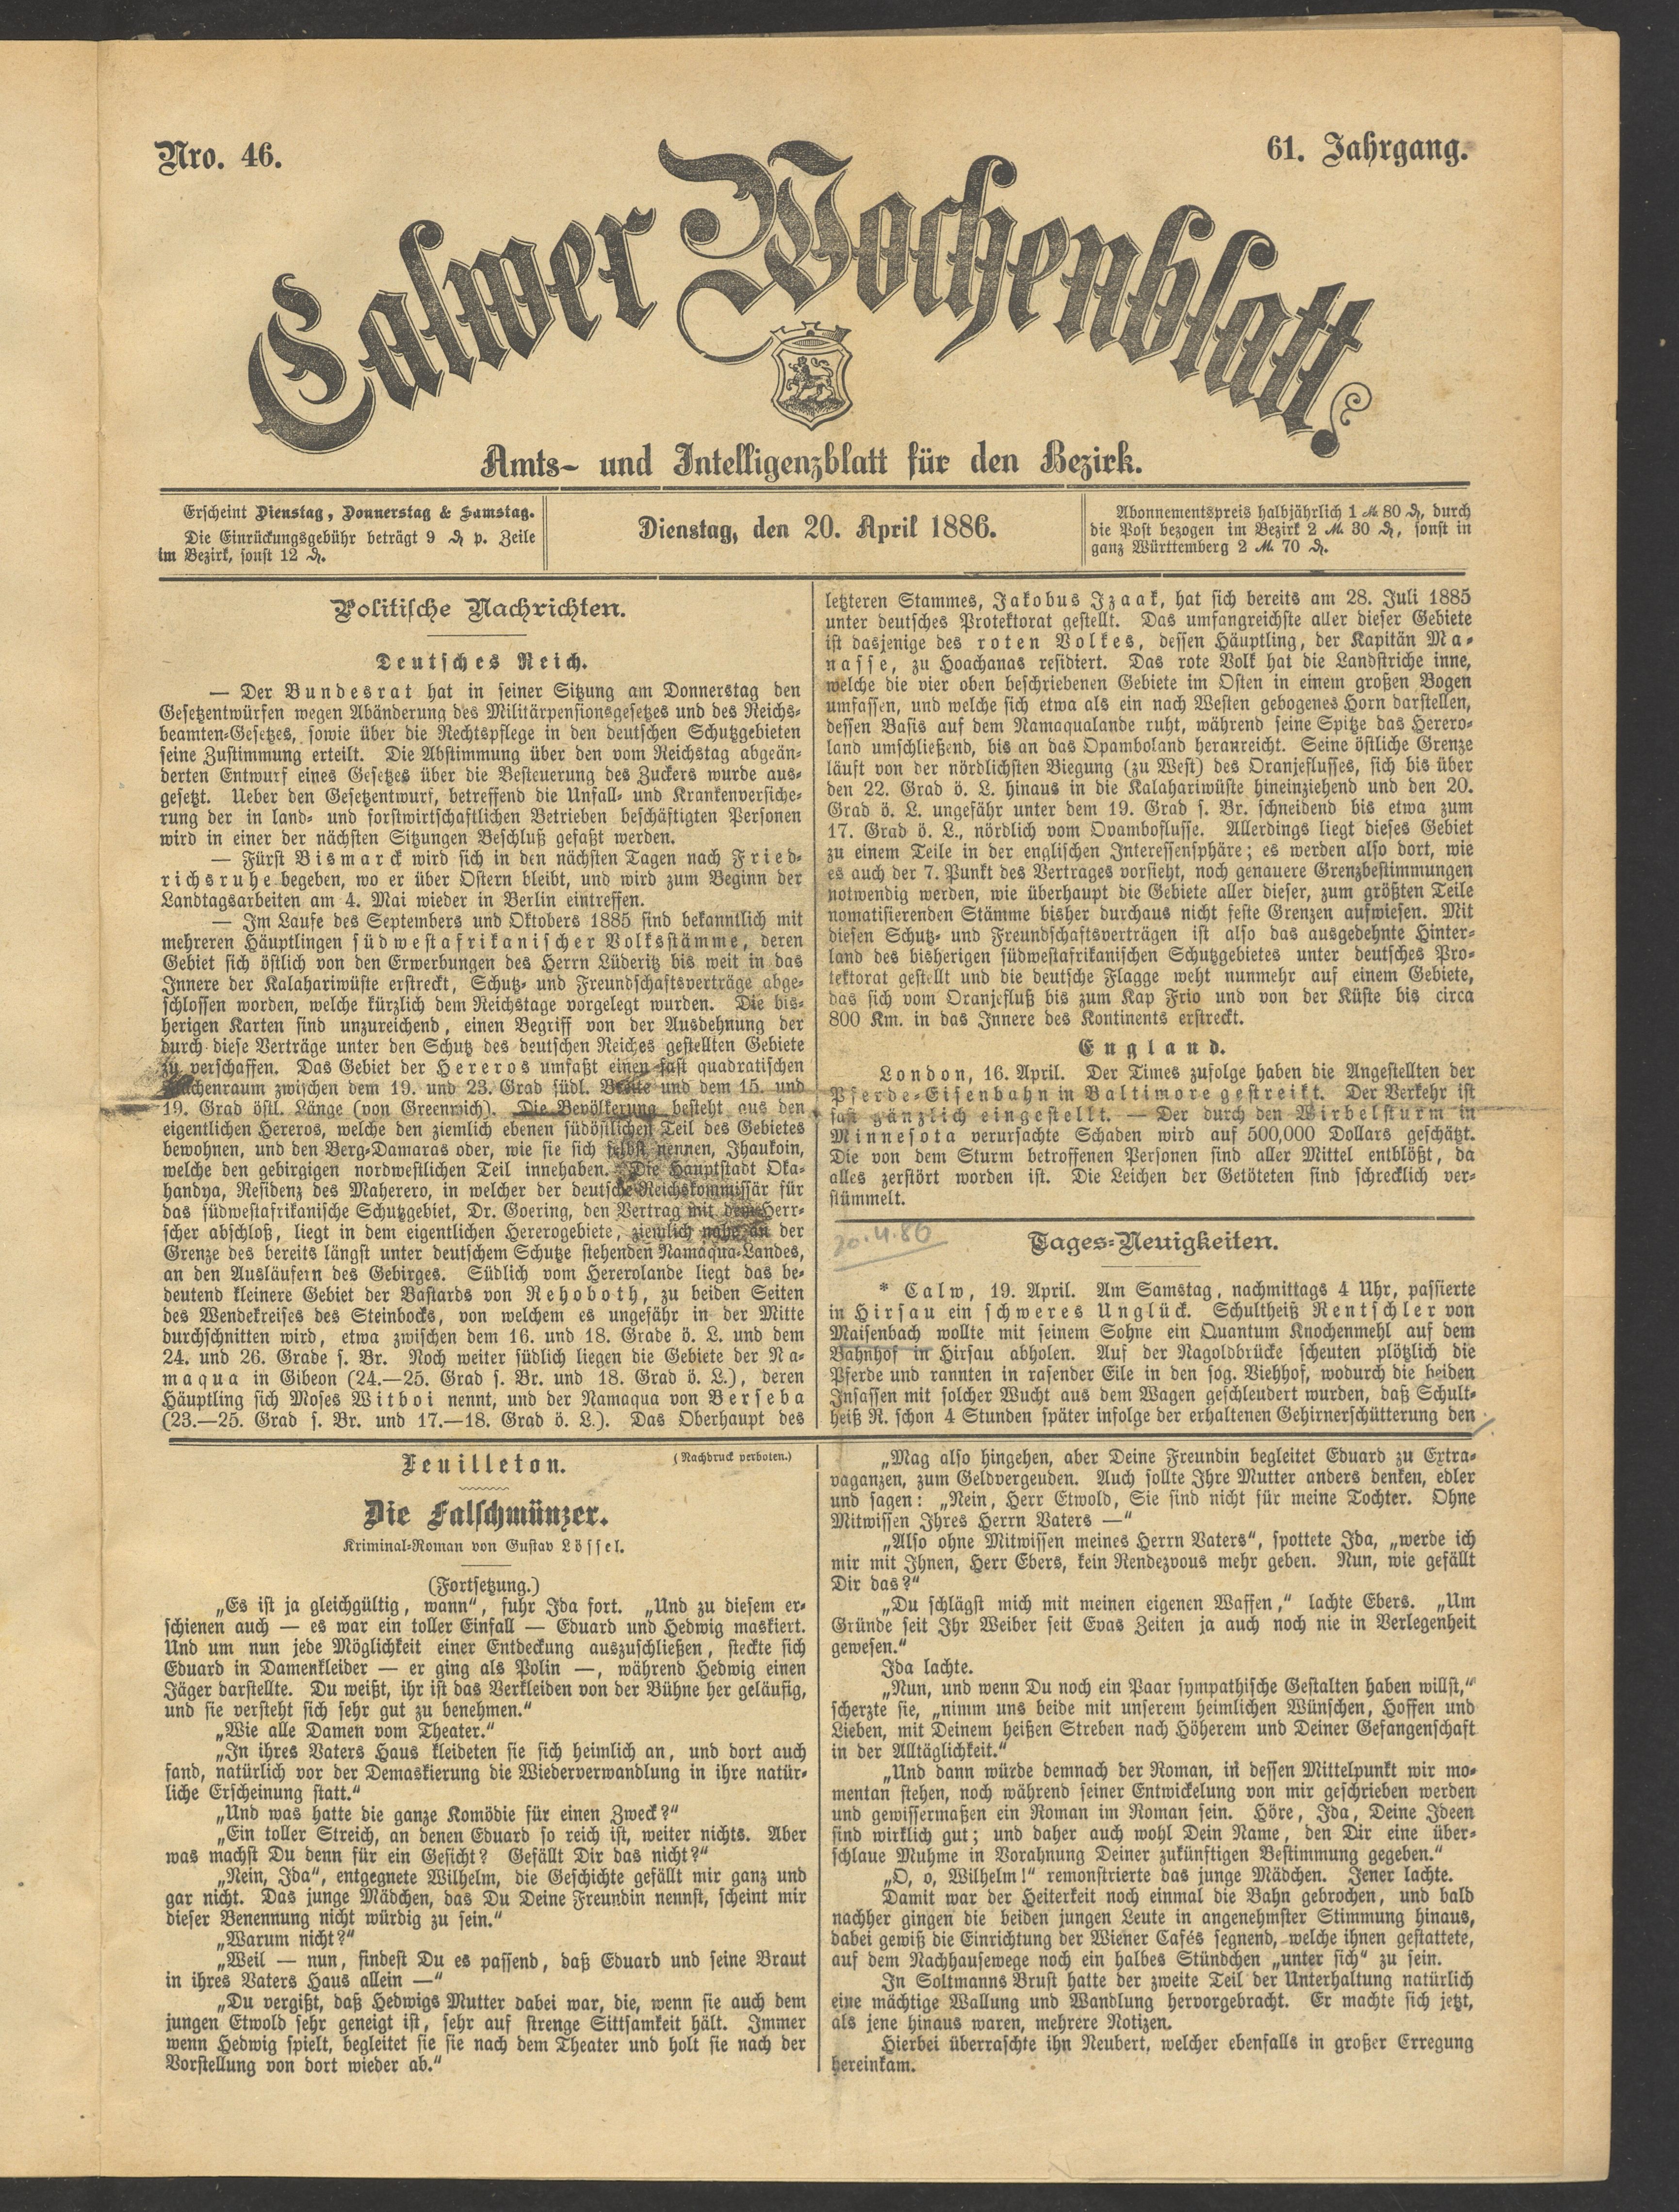 Nro. 46.
61. Jahrgang.
Calwer Wochenblatt.
Amts- und Intelligenzblatt für den Bezirk.
Erscheint Dienstag, Donnerstag & Samstag.
Die Einrückungsgebühr beträgt 9 ₰ p. Zeile
im Bezirk, sonst 12 ₰.
Dienstag, den 20. April 1886.
Abonnementspreis halbjährlich 1 ℳ 80 ₰, durch
die Post bezogen im Bezirk 2 ℳ 30 ₰, sonst in
ganz Württemberg 2 ℳ 70 ₰.
Politische Nachrichten.
Deutsches Reich.
— Der Bundesrat hat in seiner Sitzung am Donnerstag den
Gesetzentwürfen wegen Abänderung des Militärpensionsgesetzes und des Reichs-
beamten-Gesetzes, sowie über die Rechtspflege in den deutschen Schutzgebieten
seine Zustimmung erteilt. Die Abstimmung über den vom Reichstag abgeän-
derten Entwurf eines Gesetzes über die Besteuerung des Zuckers wurde aus-
gesetzt. Ueber den Gesetzentwurf, betreffend die Unfall- und Krankenversiche-
rung der in land- und forstwirtschaftlichen Betrieben beschäftigten Personen
wird in einer der nächsten Sitzungen Beschluß gefaßt werden.
— Fürst Bismarck wird sich in den nächsten Tagen nach Fried-
richsruhe begeben, wo er über Ostern bleibt, und wird zum Beginn der
Landtagsarbeiten am 4. Mai wieder in Berlin eintreffen.
— Im Laufe des Septembers und Oktobers 1885 sind bekanntlich mit
mehreren Häuptlingen südwestafrikanischer Volksstämme, deren
Gebiet sich östlich von den Erwerbungen des Herrn Lüderitz bis weit in das
Innere der Kalahariwüste erstreckt, Schutz- und Freundschaftsverträge abge-
schlossen worden, welche kürzlich dem Reichstage vorgelegt wurden. Die bis-
herigen Karten sind unzureichend, einen Begriff von der Ausdehnung der
durch diese Verträge unter den Schutz des deutschen Reiches gestellten Gebiete
zu verschaffen. Das Gebiet der Hereros umfaßt einen fast quadratischen
Flächenraum zwischen dem 19. und 23. Grad südl. Breite und dem 15. und
19. Grad östl. Länge (von Greenwich). Die Bevölkerung besteht aus den
eigentlichen Hereros, welche den ziemlich ebenen südöstlichen Teil des Gebietes
bewohnen, und den Berg-Damaras oder, wie sie sich selbst nennen, Jhaukoin,
welche den gebirgigen nordwestlichen Teil innehaben. Die Hauptstadt Oka-
handya, Residenz des Maherero, in welcher der deutsche Reichskommissär für
das südwestafrikanische Schutzgebiet, Dr. Goering, den Vertrag mit dem Herr-
scher abschloß, liegt in dem eigentlichen Hererogebiete, ziemlich nahe an der
Grenze des bereits längst unter deutschem Schutze stehenden Namaqua-Landes,
an den Ausläufern des Gebirges. Südlich vom Hererolande liegt das be-
deutend kleinere Gebiet der Bastards von Rehoboth, zu beiden Seiten
des Wendekreises des Steinbocks, von welchem es ungefähr in der Mitte
durchschnitten wird, etwa zwischen dem 16. und 18. Grade ö. L. und dem
24. und 26. Grade s. Br. Noch weiter südlich liegen die Gebiete der Na-
maqua in Gibeon (24.—25. Grad s. Br. und 18. Grad ö. L.), deren
Häuptling sich Moses Witboi nennt, und der Namaqua von Berseba
(23.—25. Grad s. Br. und 17.—18. Grad ö. L.). Das Oberhaupt des
letzteren Stammes, Jakobus Izaak, hat sich bereits am 28. Juli 1885
unter deutsches Protektorat gestellt. Das umfangreichste aller dieser Gebiete
ist dasjenige des roten Volkes, dessen Häuptling, der Kapitän Ma-
nasse, zu Hoachanas residiert. Das rote Volk hat die Landstriche inne,
welche die vier oben beschriebenen Gebiete im Osten in einem großen Bogen
umfassen, und welche sich etwa als ein nach Westen gebogenes Horn darstellen,
dessen Basis auf dem Namaqualande ruht, während seine Spitze das Herero-
land umschließend, bis an das Opamboland heranreicht. Seine östliche Grenze
läuft von der nördlichsten Biegung (zu West) des Oranjeflusses, sich bis über
den 22. Grad ö. L. hinaus in die Kalahariwüste hineinziehend und den 20.
Grad ö. L. ungefähr unter dem 19. Grad s. Br. schneidend bis etwa zum
17. Grad ö. L., nördlich vom Ovamboflusse. Allerdings liegt dieses Gebiet
zu einem Teile in der englischen Interessensphäre; es werden also dort, wie
es auch der 7. Punkt des Vertrages vorsieht, noch genauere Grenzbestimmungen
notwendig werden, wie überhaupt die Gebiete aller dieser, zum größten Teile
nomatisierenden Stämme bisher durchaus nicht feste Grenzen aufwiesen. Mit
diesen Schutz- und Freundschaftsverträgen ist also das ausgedehnte Hinter-
land des bisherigen südwestafrikanischen Schutzgebietes unter deutsches Pro-
tektorat gestellt und die deutsche Flagge weht nunmehr auf einem Gebiete,
das sich vom Oranjefluß bis zum Kap Frio und von der Küste bis circa
800 Km. in das Innere des Kontinents erstreckt.
England.
London, 16. April. Der Times zufolge haben die Angestellten der
Pferde-Eisenbahn in Baltimore gestreikt. Der Verkehr ist
fast gänzlich eingestellt. — Der durch den Wirbelsturm in
Minnesota verursachte Schaden wird auf 500,000 Dollars geschätzt.
Die von dem Sturm betroffenen Personen sind aller Mittel entblößt, da
alles zerstört worden ist. Die Leichen der Getöteten sind schrecklich ver-
stümmelt.
20.4.86
Tages-Neuigkeiten.
* Calw, 19. April. Am Samstag, nachmittags 4 Uhr, passierte
in Hirsau ein schweres Unglück. Schultheiß Rentschler von
Maisenbach wollte mit seinem Sohne ein Quantum Knochenmehl auf dem
Bahnhof in Hirsau abholen. Auf der Nagoldbrücke scheuten plötzlich die
Pferde und rannten in rasender Eile in den sog. Viehhof, wodurch die beiden
Insassen mit solcher Wucht aus dem Wagen geschleudert wurden, daß Schult-
heiß R. schon 4 Stunden später infolge der erhaltenen Gehirnerschütterung den
Feuilleton.
(Nachdruck verboten.)
Die Falschmünzer.
Kriminal-Roman von Gustav Lössel.
(Fortsetzung.)
„Es ist ja gleichgültig, wann“, fuhr Ida fort. „Und zu diesem er-
schienen auch — es war ein toller Einfall — Eduard und Hedwig maskiert.
Und um nun jede Möglichkeit einer Entdeckung auszuschließen, steckte sich
Eduard in Damenkleider — er ging als Polin —, während Hedwig einen
Jäger darstellte. Du weißt, ihr ist das Verkleiden von der Bühne her geläufig,
und sie versteht sich sehr gut zu benehmen.“
„Wie alle Damen vom Theater.“
„In ihres Vaters Haus kleideten sie sich heimlich an, und dort auch
fand, natürlich vor der Demaskierung die Wiederverwandlung in ihre natür-
liche Erscheinung statt.“
„Und was hatte die ganze Komödie für einen Zweck?“
„Ein toller Streich, an denen Eduard so reich ist, weiter nichts. Aber
was machst Du denn für ein Gesicht? Gefällt Dir das nicht?“
„Nein, Ida“, entgegnete Wilhelm, die Geschichte gefällt mir ganz und
gar nicht. Das junge Mädchen, das Du Deine Freundin nennst, scheint mir
dieser Benennung nicht würdig zu sein.“
„Warum nicht?“
„Weil — nun, findest Du es passend, daß Eduard und seine Braut
in ihres Vaters Haus allein —“
„Du vergißt, daß Hedwigs Mutter dabei war, die, wenn sie auch dem
jungen Etwold sehr geneigt ist, sehr auf strenge Sittsamkeit hält. Immer
wenn Hedwig spielt, begleitet sie sie nach dem Theater und holt sie nach der
Vorstellung von dort wieder ab.“
„Mag also hingehen, aber Deine Freundin begleitet Eduard zu Extra-
vaganzen, zum Geldvergeuden. Auch sollte Ihre Mutter anders denken, edler
und sagen: „Nein, Herr Etwold, Sie sind nicht für meine Tochter. Ohne
Mitwissen Ihres Herrn Vaters —“
„Also ohne Mitwissen meines Herrn Vaters“, spottete Ida, „werde ich
mir mit Ihnen, Herr Ebers, kein Rendezvous mehr geben. Nun, wie gefällt
Dir das?“
„Du schlägst mich mit meinen eigenen Waffen,“ lachte Ebers. „Um
Gründe seit Ihr Weiber seit Evas Zeiten ja auch noch nie in Verlegenheit
gewesen.“
Ida lachte.
„Nun, und wenn Du noch ein Paar sympathische Gestalten haben willst,“
scherzte sie, „nimm uns beide mit unserem heimlichen Wünschen, Hoffen und
Lieben, mit Deinem heißen Streben nach Höherem und Deiner Gefangenschaft
in der Alltäglichkeit.“
„Und dann würde demnach der Roman, in dessen Mittelpunkt wir mo-
mentan stehen, noch während seiner Entwickelung von mir geschrieben werden
und gewissermaßen ein Roman im Roman sein. Höre, Ida, Deine Ideen
sind wirklich gut; und daher auch wohl Dein Name, den Dir eine über-
schlaue Muhme in Vorahnung Deiner zukünftigen Bestimmung gegeben.“
„O, o, Wilhelm!“ remonstrierte das junge Mädchen. Jener lachte.
Damit war der Heiterkeit noch einmal die Bahn gebrochen, und bald
nachher gingen die beiden jungen Leute in angenehmster Stimmung hinaus,
dabei gewiß die Einrichtung der Wiener Cafés segnend, welche ihnen gestattete,
auf dem Nachhausewege noch ein halbes Stündchen „unter sich“ zu sein.
In Soltmanns Brust hatte der zweite Teil der Unterhaltung natürlich
eine mächtige Wallung und Wandlung hervorgebracht. Er machte sich jetzt,
als jene hinaus waren, mehrere Notizen.
Hierbei überraschte ihn Neubert, welcher ebenfalls in großer Erregung
hereinkam.